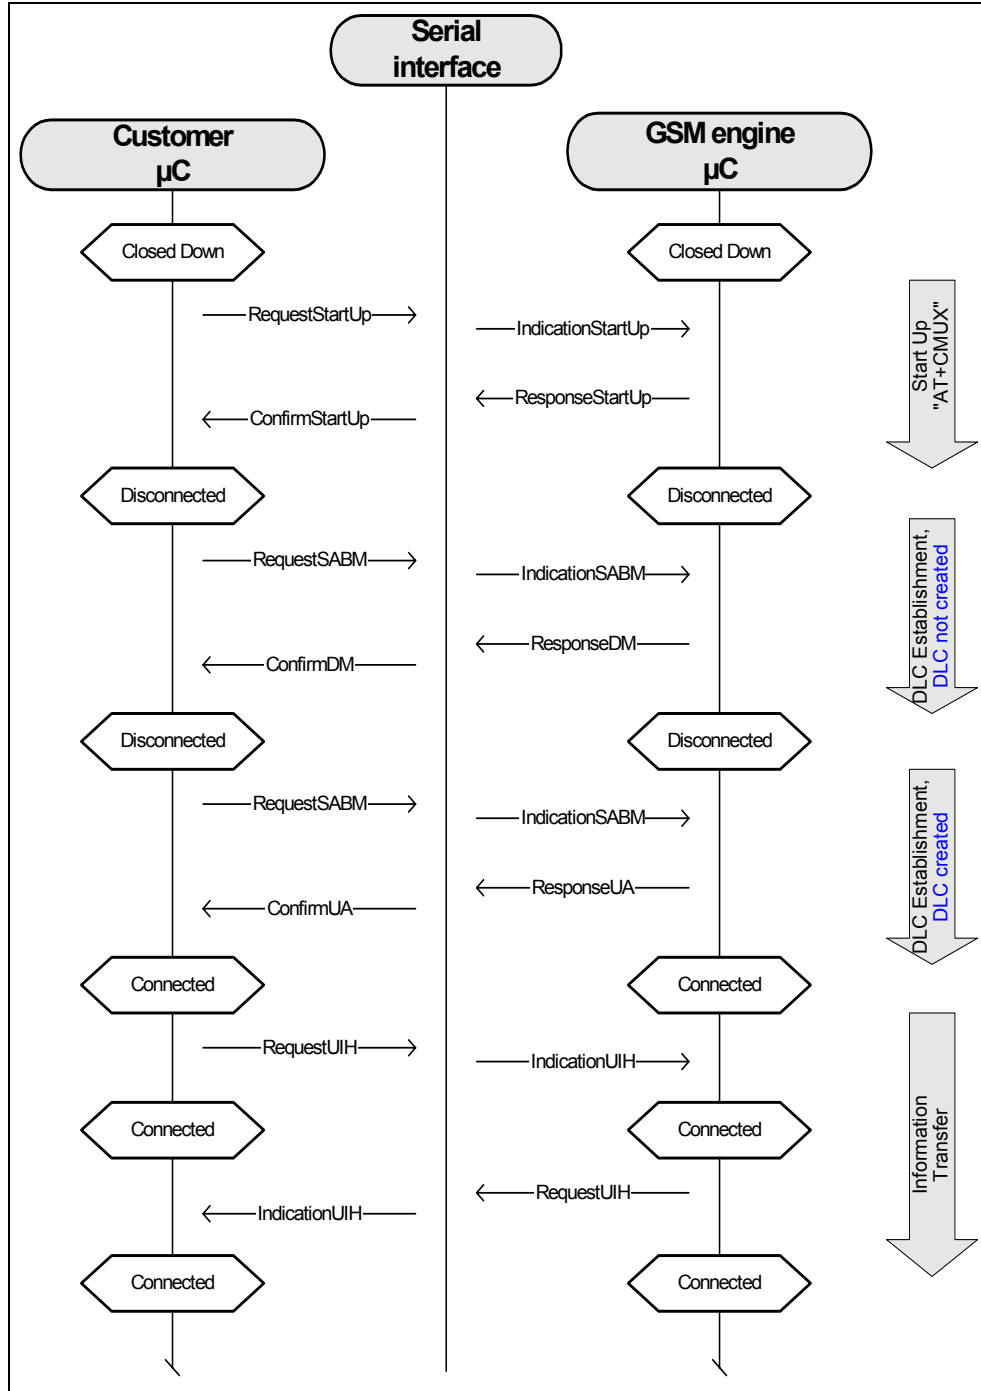 Serial
interface
Customer
µC
GSM engine
µC
Closed Down
Closed Down
RequestStartUp
IndicationStartUp
ResponseStartUp
ConfirmStartUp
Start Up
"AT+CMUX"
Disconnected
Disconnected
RequestSABM
IndicationSABM
ResponseDM
ConfirmDM
DLC Establishment,
DLC not created
Disconnected
Disconnected
RequestSABM
IndicationSABM
ResponseUA
ConfirmUA
DLC Establishment,
DLC created
Connected
Connected
RequestUIH
IndicationUIH
Connected
Connected
RequestUIH
IndicationUIH
Information
Transfer
Connected
Connected